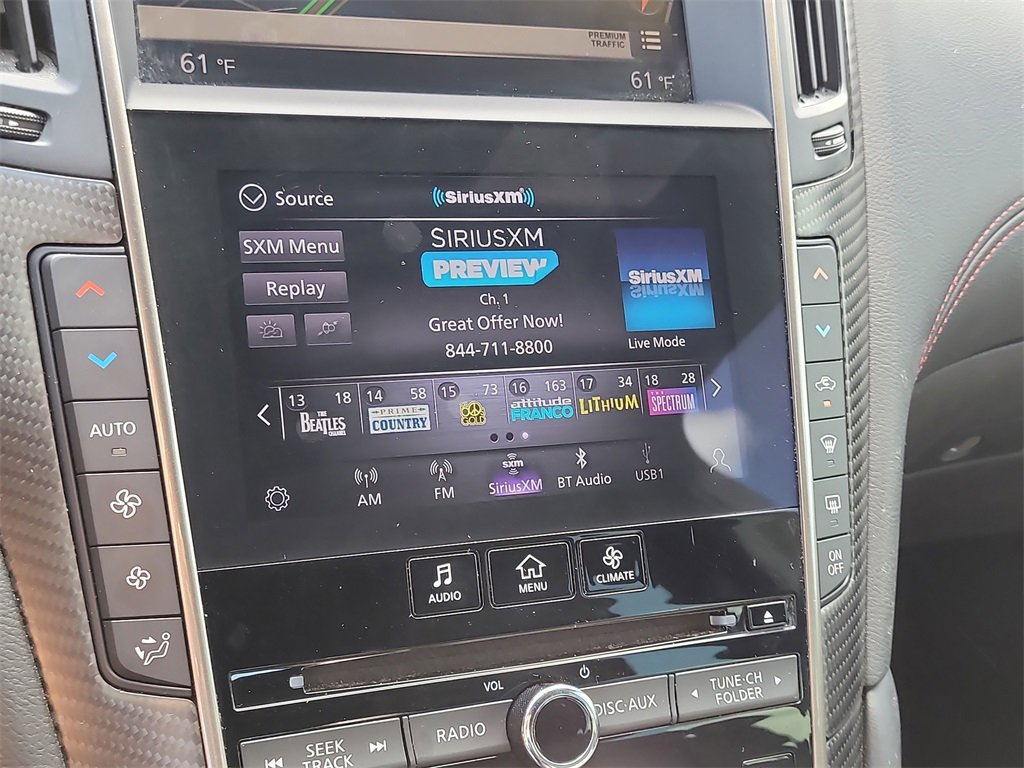 PREMIUM
TRAFFIC
61 °F
61 °F
Source
SiriusXM
SXM Menu
Replay
SIRIUSXM
PREVIEW
Ch. 1
Great Offer Now!
844-711-8800
SiriusXM
Live Mode
13 18
THE
BEATLES
CHANNEL
14 58
PRIME
COUNTRY
15 73
GOLD
16 163
attitude
FRANCO
17 34
LITHIUM
18 28
THE
SPECTRUM
AM
FM
sxm
SiriusXM
BT Audio
USB1
AUTO
ON
OFF
AUDIO
MENU
CLIMATE
VOL
SEEK
TRACK
RADIO
DISC·AUX
TUNE·CH
FOLDER